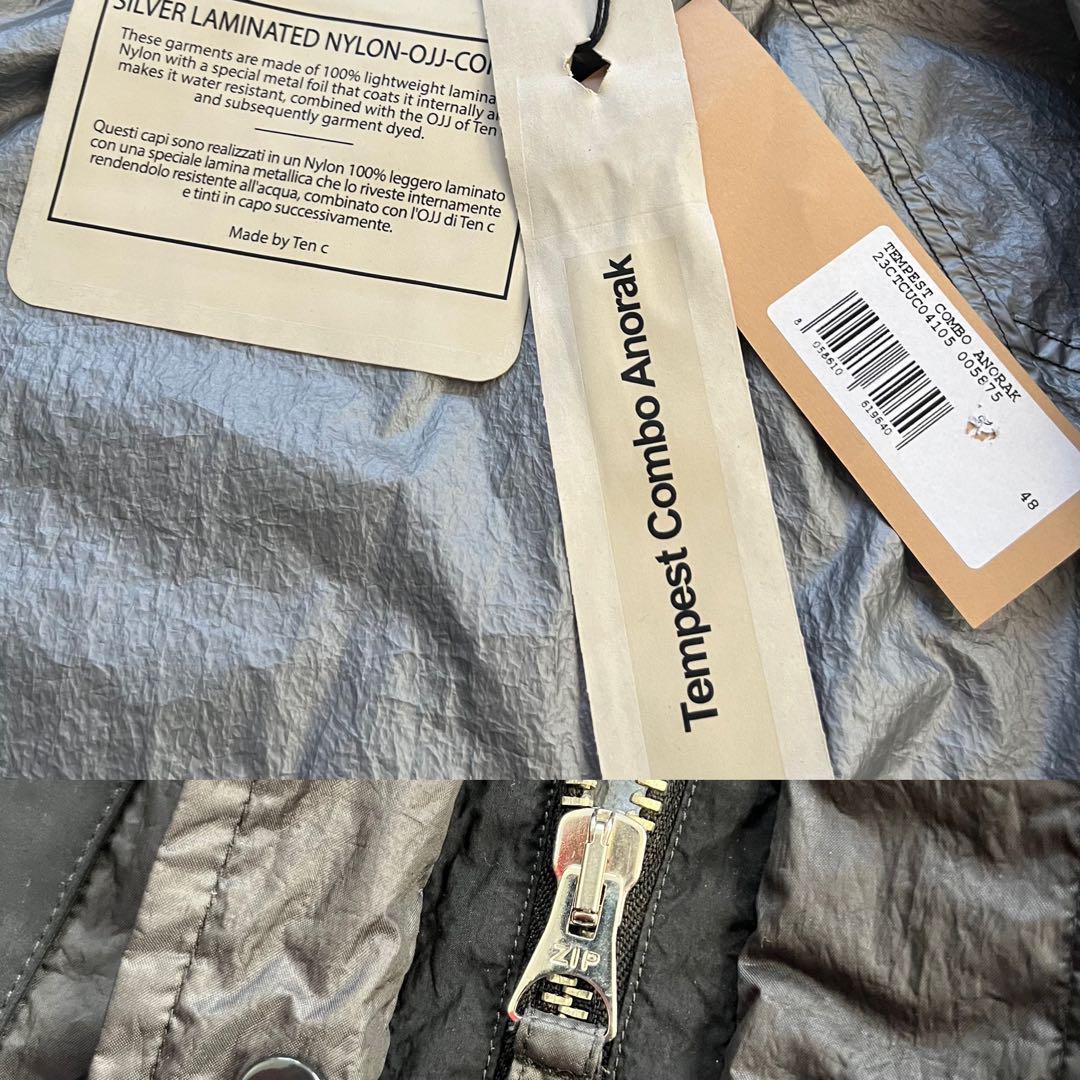 SILVER LAMINATED NYLON-OJJ-CO
These garments are made of 100% lightweight lamina
Nylon with a special metal foil that coats it internally a
makes it water resistant, combined with the OJJ of Ten
and subsequently garment dyed.
Questi capi sono realizzati in un Nylon 100% leggero laminato
con una speciale lamina metallica che lo riveste internamente
rendendolo resistente all'acqua, combinato con l'OJJ di Ten c
e tinti in capo successivamente.
Made by Ten c
Tempest Combo Anorak
TEMPEST COMBO ANORAK
23CTCUC04105 005875
8 058610 619640
48
ZIP